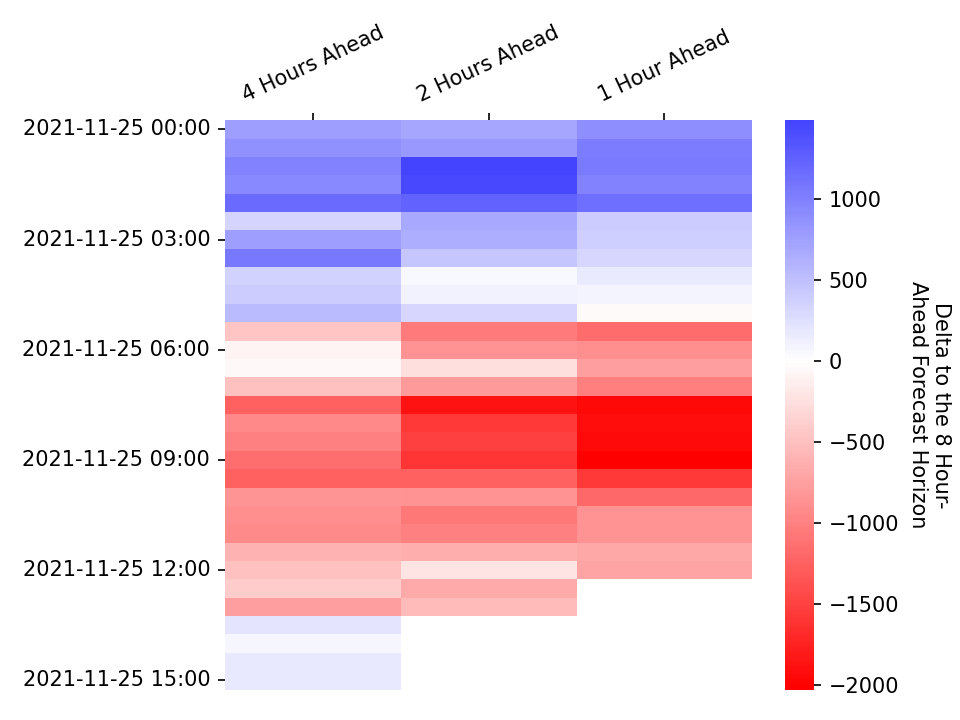 4 Hours Ahead
2 Hours Ahead
1 Hour Ahead
2021-11-25 00:00
2021-11-25 03:00
2021-11-25 06:00
2021-11-25 09:00
2021-11-25 12:00
2021-11-25 15:00
1000
500
0
−500
−1000
−1500
−2000
Delta to the 8 Hour-
Ahead Forecast Horizon